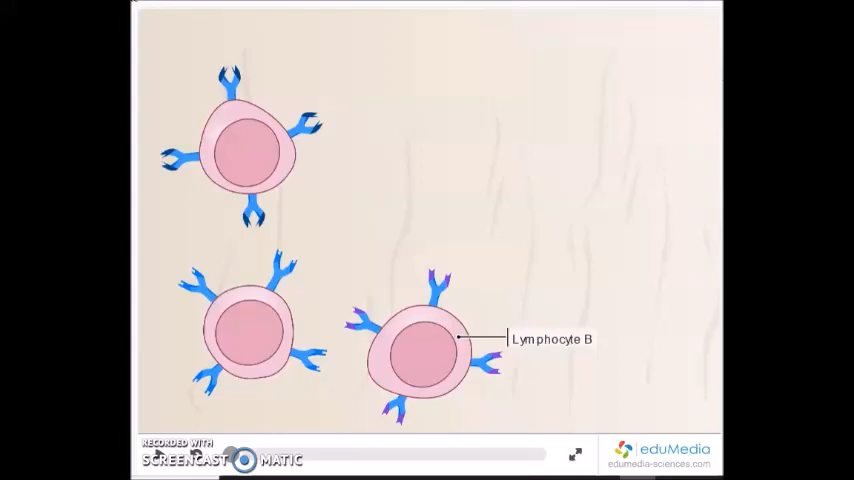 Lymphocyte B
RECORDED WITH
SCREENCAST MATIC
eduMedia
edumedia-sciences.com